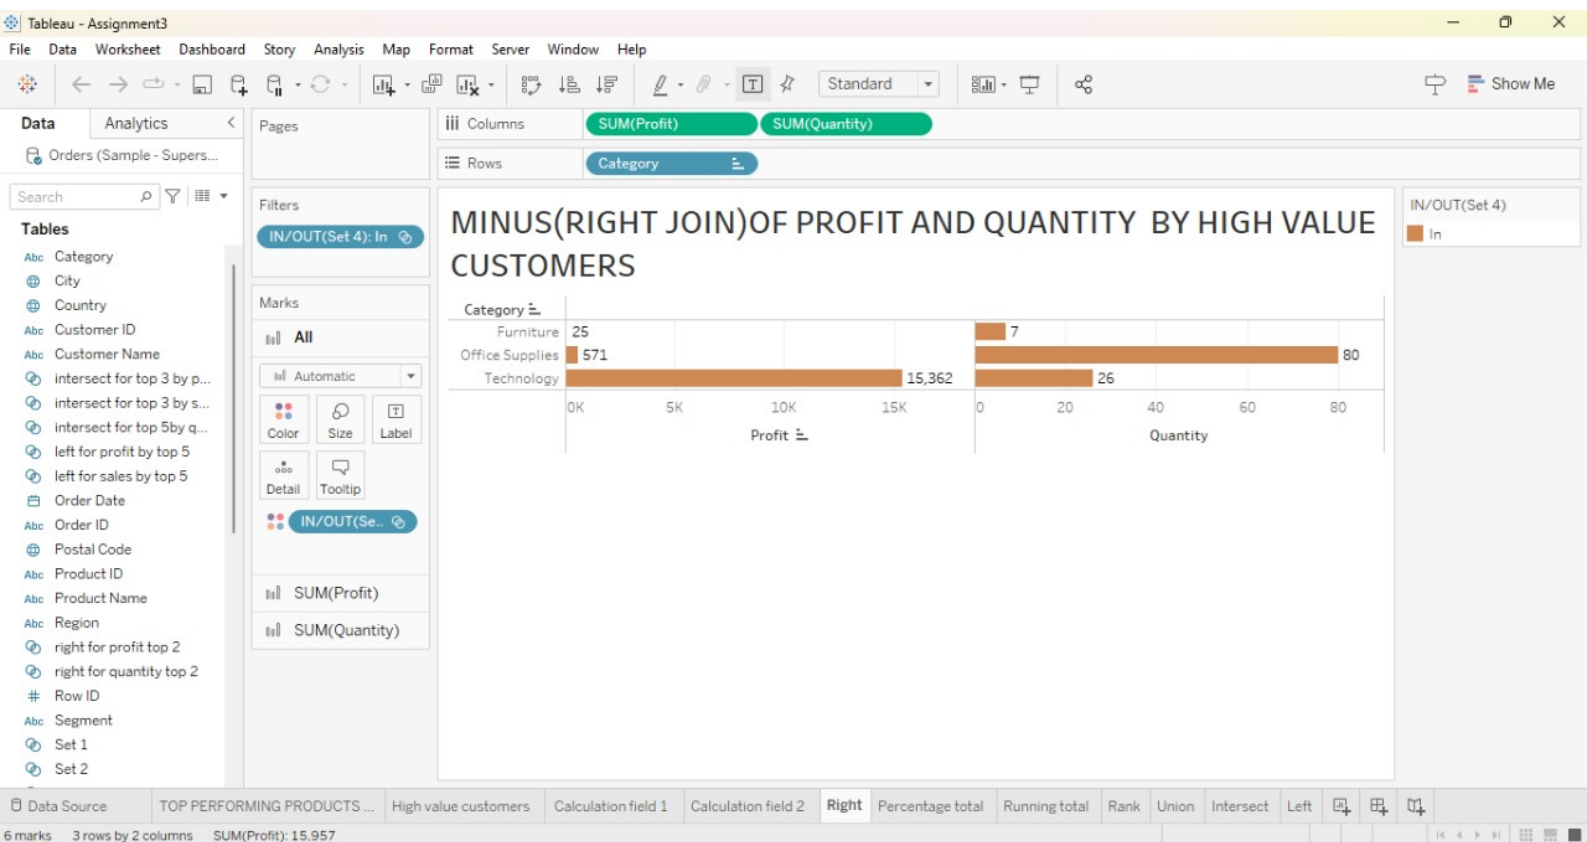 Tableau - Assignment3
File Data Worksheet Dashboard Story Analysis Map Format Server Window Help
Standard
Show Me
Data Analytics
Orders (Sample - Supers...
Search
Tables
Abc Category
City
Country
Abc Customer ID
Abc Customer Name
intersect for top 3 by p...
intersect for top 3 by s...
intersect for top 5by q...
left for profit by top 5
left for sales by top 5
Order Date
Abc Order ID
Postal Code
Abc Product ID
Abc Product Name
Abc Region
right for profit top 2
right for quantity top 2
# Row ID
Abc Segment
Set 1
Set 2
Pages
Filters
IN/OUT(Set 4): In
Marks
All
Automatic
Color Size Label
Detail Tooltip
IN/OUT(Se..
SUM(Profit)
SUM(Quantity)
Columns SUM(Profit) SUM(Quantity)
Rows Category
MINUS(RIGHT JOIN)OF PROFIT AND QUANTITY BY HIGH VALUE
CUSTOMERS
Category
Furniture 25 7
Office Supplies 571 80
Technology 15,362 26
0K 5K 10K 15K 0 20 40 60 80
Profit Quantity
IN/OUT(Set 4)
In
Data Source TOP PERFORMING PRODUCTS ... High value customers Calculation field 1 Calculation field 2 Right Percentage total Running total Rank Union Intersect Left
6 marks 3 rows by 2 columns SUM(Profit): 15,957